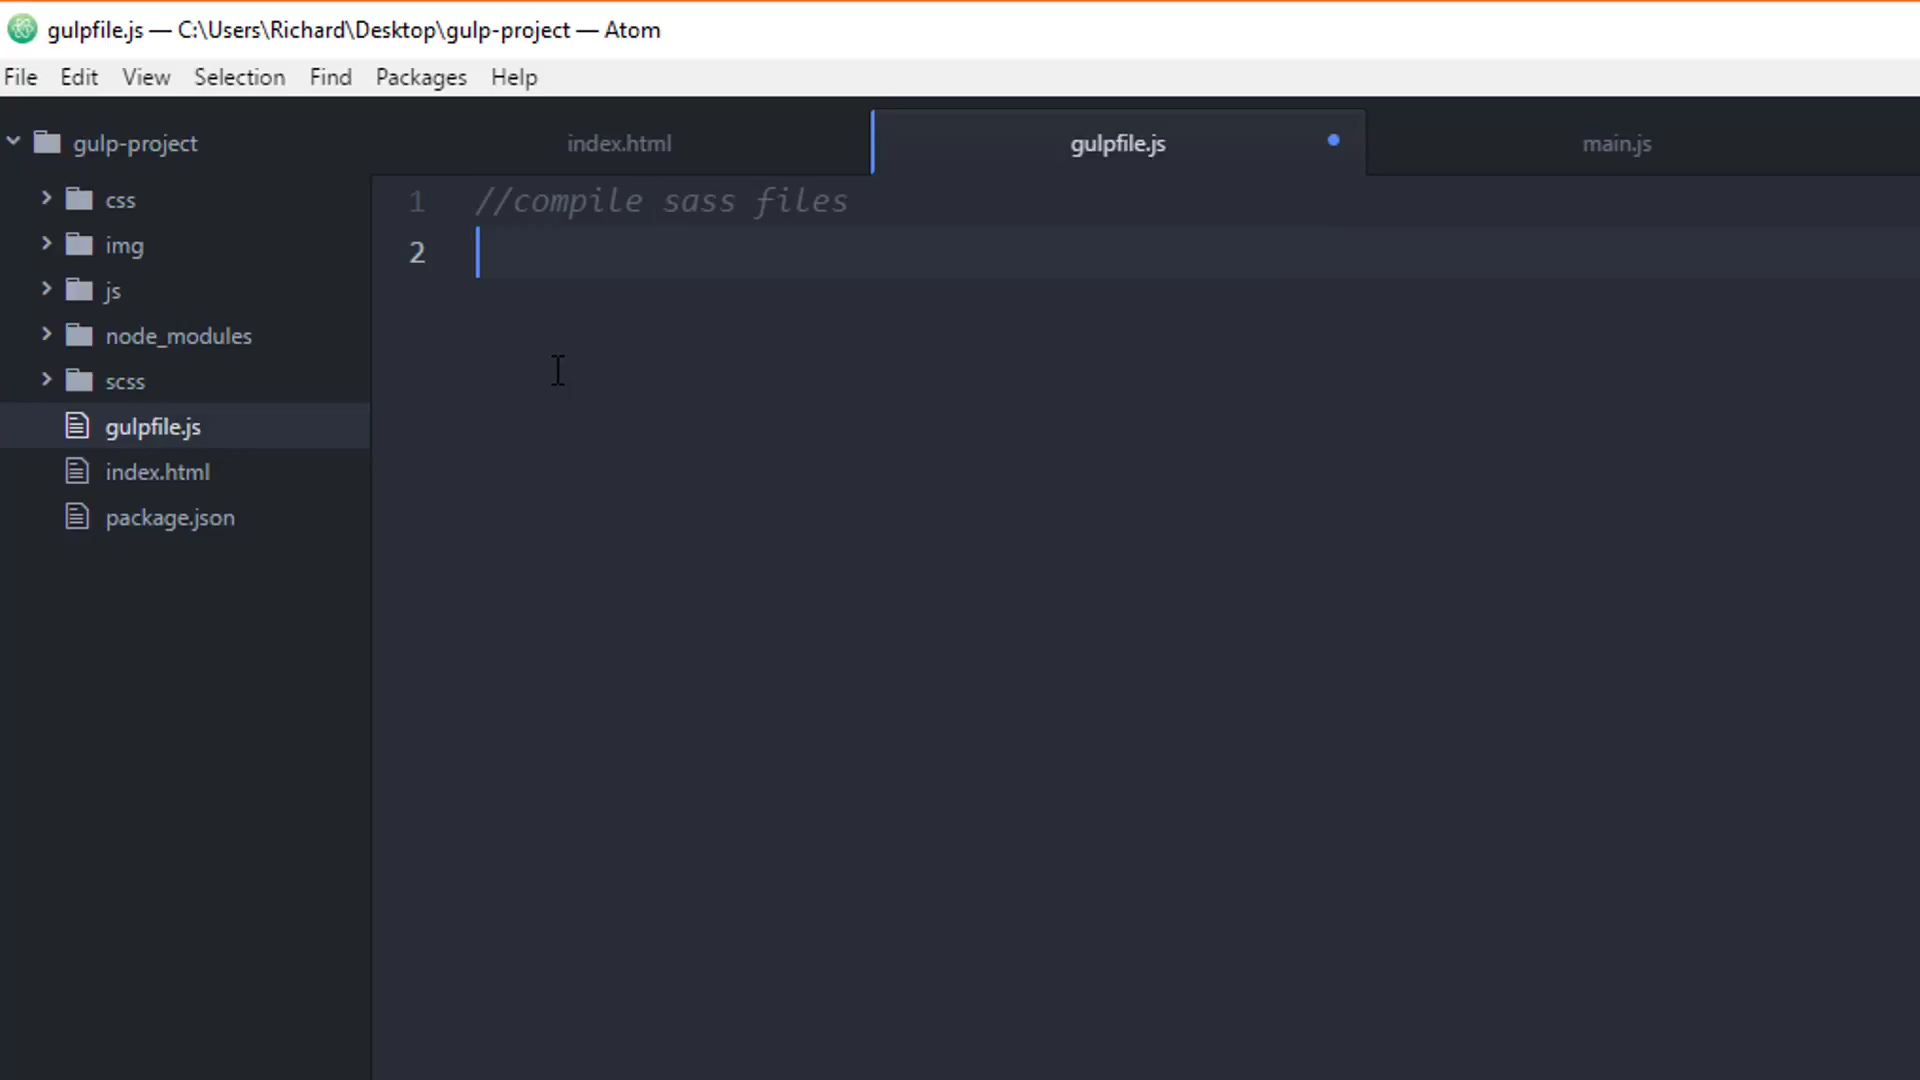 gulpfile.js — C:\Users\Richard\Desktop\gulp-project — Atom
File Edit View Selection Find Packages Help
gulp-project
css
img
js
node_modules
scss
gulpfile.js
index.html
package.json
index.html gulpfile.js main.js
1 //compile sass files
2